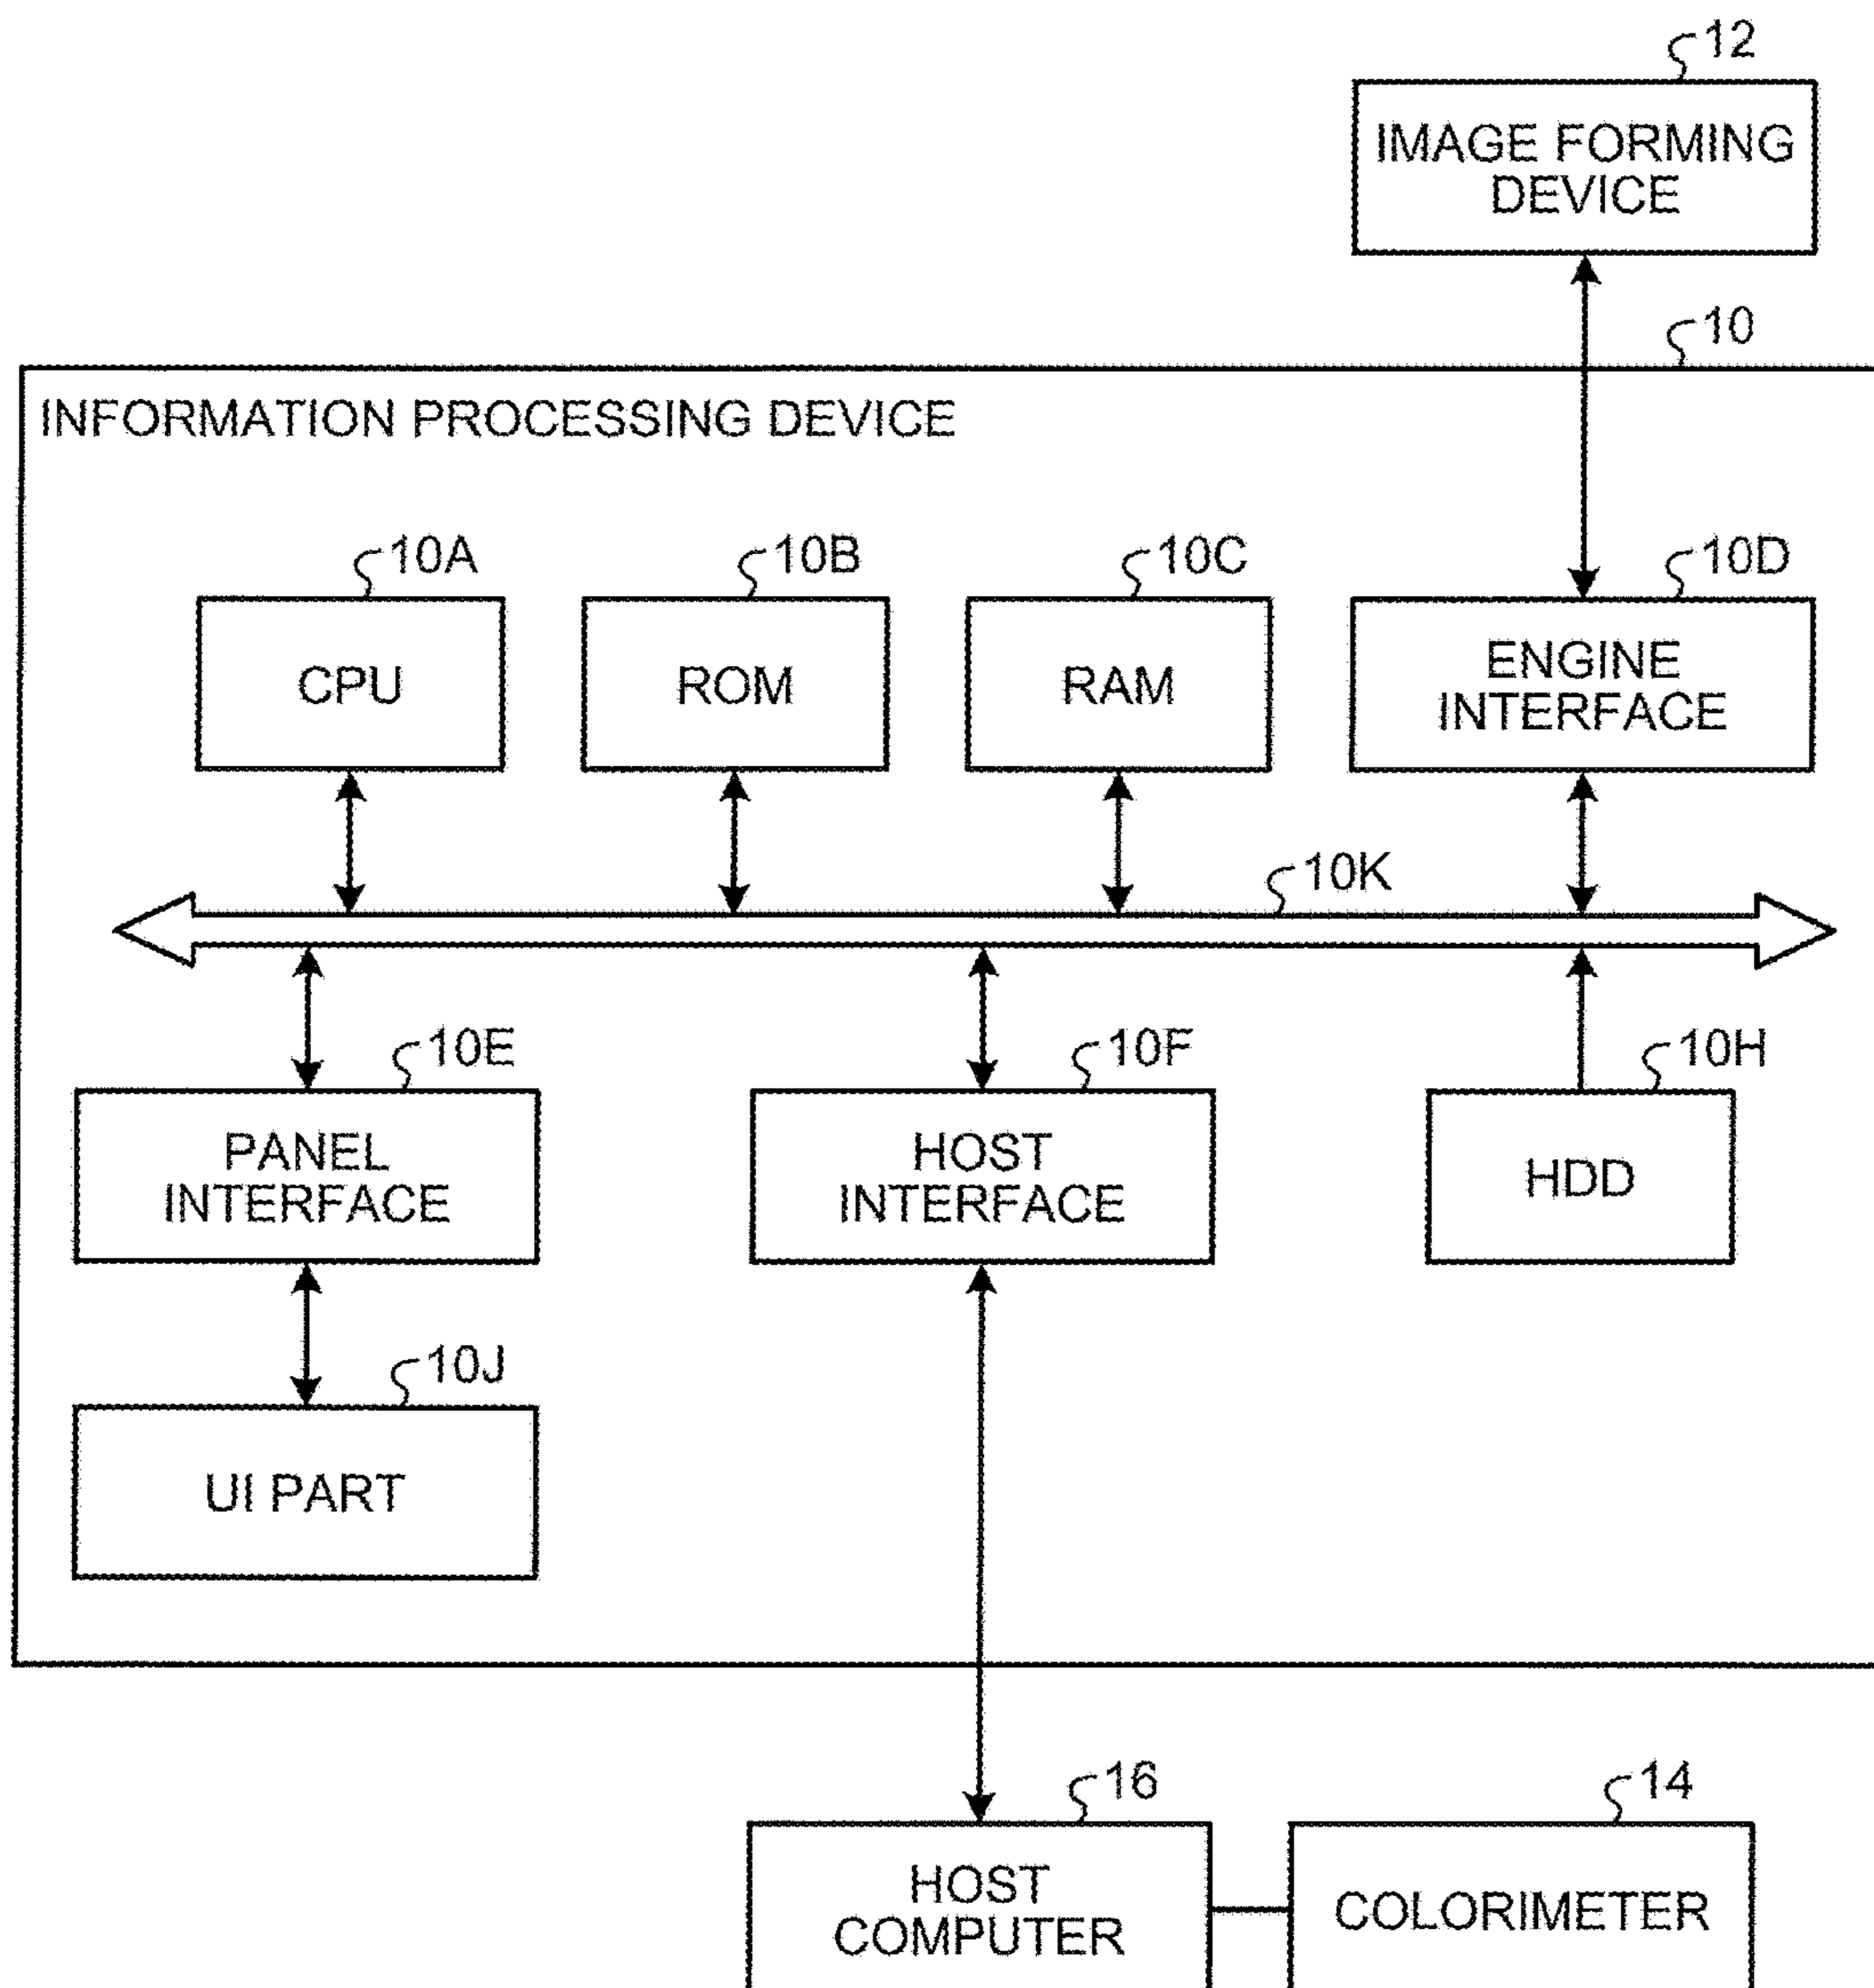 12
IMAGE FORMING
DEVICE
10
INFORMATION PROCESSING DEVICE
10A
10B
10C
10D
CPU
ROM
RAM
ENGINE
INTERFACE
10K
10E
10F
10H
PANEL
INTERFACE
HOST
INTERFACE
HDD
10J
UI PART
16
14
HOST
COMPUTER
COLORIMETER